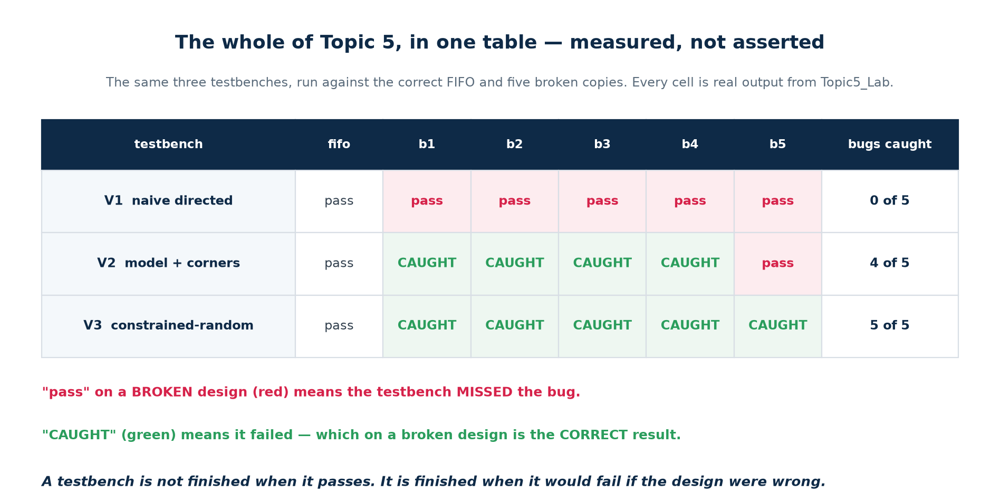 The whole of Topic 5, in one table — measured, not asserted
The same three testbenches, run against the correct FIFO and five broken copies. Every cell is real output from Topic5_Lab.
testbench fifo b1 b2 b3 b4 b5 bugs caught
V1 naive directed pass pass pass pass pass pass 0 of 5
V2 model + corners pass CAUGHT CAUGHT CAUGHT CAUGHT pass 4 of 5
V3 constrained-random pass CAUGHT CAUGHT CAUGHT CAUGHT CAUGHT 5 of 5
"pass" on a BROKEN design (red) means the testbench MISSED the bug.
"CAUGHT" (green) means it failed — which on a broken design is the CORRECT result.
A testbench is not finished when it passes. It is finished when it would fail if the design were wrong.